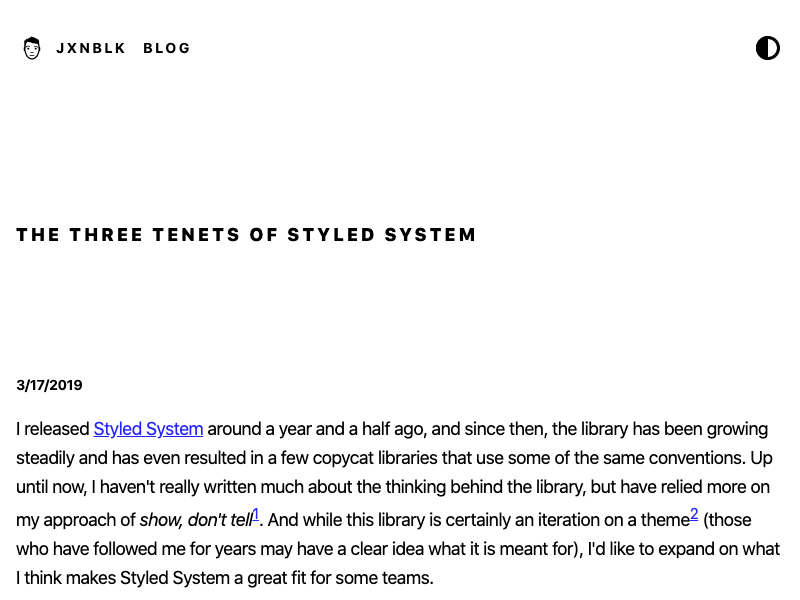 JXNBLK BLOG
THE THREE TENETS OF STYLED SYSTEM
3/17/2019
I released Styled System around a year and a half ago, and since then, the library has been growing
steadily and has even resulted in a few copycat libraries that use some of the same conventions. Up
until now, I haven't really written much about the thinking behind the library, but have relied more on
my approach of show, don't tell1. And while this library is certainly an iteration on a theme2 (those
who have followed me for years may have a clear idea what it is meant for), I'd like to expand on what
I think makes Styled System a great fit for some teams.